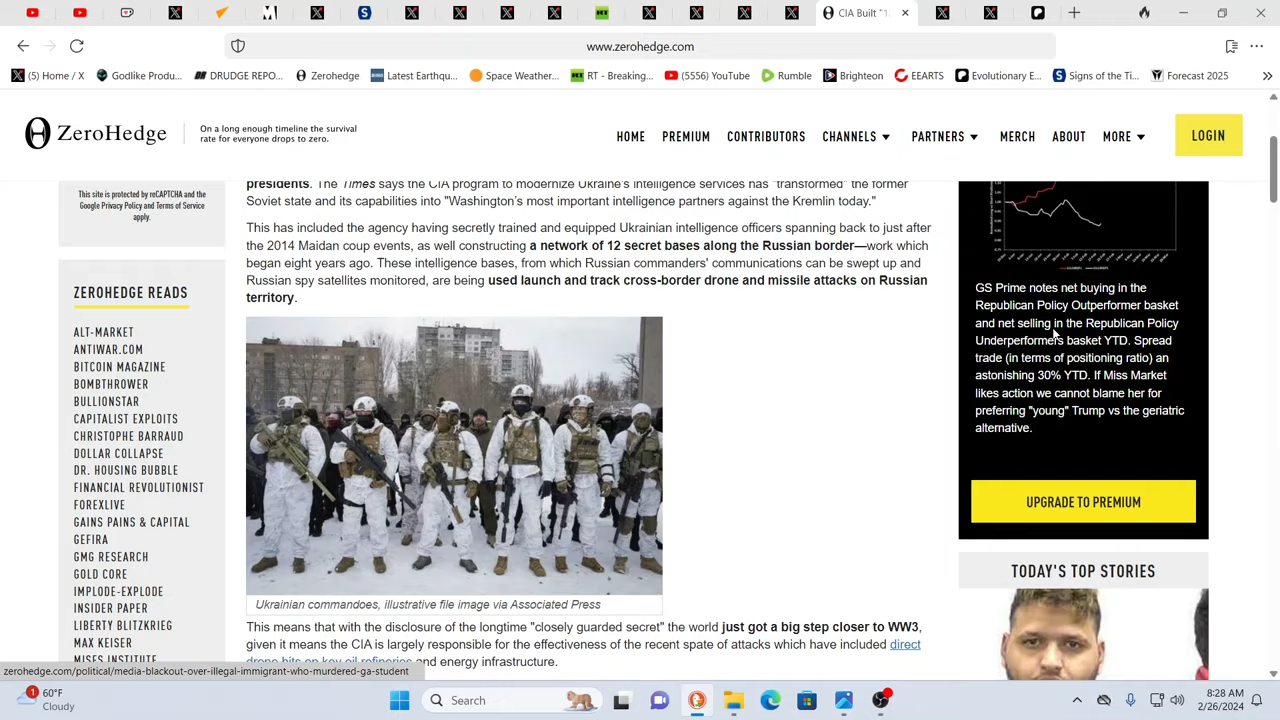 CIA Built "1
www.zerohedge.com
(5) Home / X
Godlike Produ...
DRUDGE REPO...
Zerohedge
Latest Earthqu...
Space Weather...
RT - Breaking...
(5556) YouTube
Rumble
Brighteon
EEARTS
Evolutionary E...
Signs of the Ti...
Forecast 2025
ZeroHedge
On a long enough timeline the survival
rate for everyone drops to zero.
HOME
PREMIUM
CONTRIBUTORS
CHANNELS
PARTNERS
MERCH
ABOUT
MORE
LOGIN
This site is protected by reCAPTCHA and the
Google Privacy Policy and Terms of Service
apply.
ZEROHEDGE READS
ALT-MARKET
ANTIWAR.COM
BITCOIN MAGAZINE
BOMBTHROWER
BULLIONSTAR
CAPITALIST EXPLOITS
CHRISTOPHE BARRAUD
DOLLAR COLLAPSE
DR. HOUSING BUBBLE
FINANCIAL REVOLUTIONIST
FOREXLIVE
GAINS PAINS & CAPITAL
GEFIRA
GMG RESEARCH
GOLD CORE
IMPLODE-EXPLODE
INSIDER PAPER
LIBERTY BLITZKRIEG
MAX KEISER
MISES INSTITUTE
presidents. The Times says the CIA program to modernize Ukraine's intelligence services has "transformed" the former
Soviet state and its capabilities into "Washington's most important intelligence partners against the Kremlin today."
This has included the agency having secretly trained and equipped Ukrainian intelligence officers spanning back to just after
the 2014 Maidan coup events, as well constructing a network of 12 secret bases along the Russian border—work which
began eight years ago. These intelligence bases, from which Russian commanders' communications can be swept up and
Russian spy satellites monitored, are being used launch and track cross-border drone and missile attacks on Russian
territory.
Ukrainian commandoes, illustrative file image via Associated Press
This means that with the disclosure of the longtime "closely guarded secret" the world just got a big step closer to WW3,
given it means the CIA is largely responsible for the effectiveness of the recent spate of attacks which have included direct
drone hits on key oil refineries and energy infrastructure.
GS Prime notes net buying in the
Republican Policy Outperformer basket
and net selling in the Republican Policy
Underperformers basket YTD. Spread
trade (in terms of positioning ratio) an
astonishing 30% YTD. If Miss Market
likes action we cannot blame her for
preferring "young" Trump vs the geriatric
alternative.
UPGRADE TO PREMIUM
TODAY'S TOP STORIES
zerohedge.com/political/media-blackout-over-illegal-immigrant-who-murdered-ga-student
1
60°F
Cloudy
Search
8:28 AM
2/26/2024